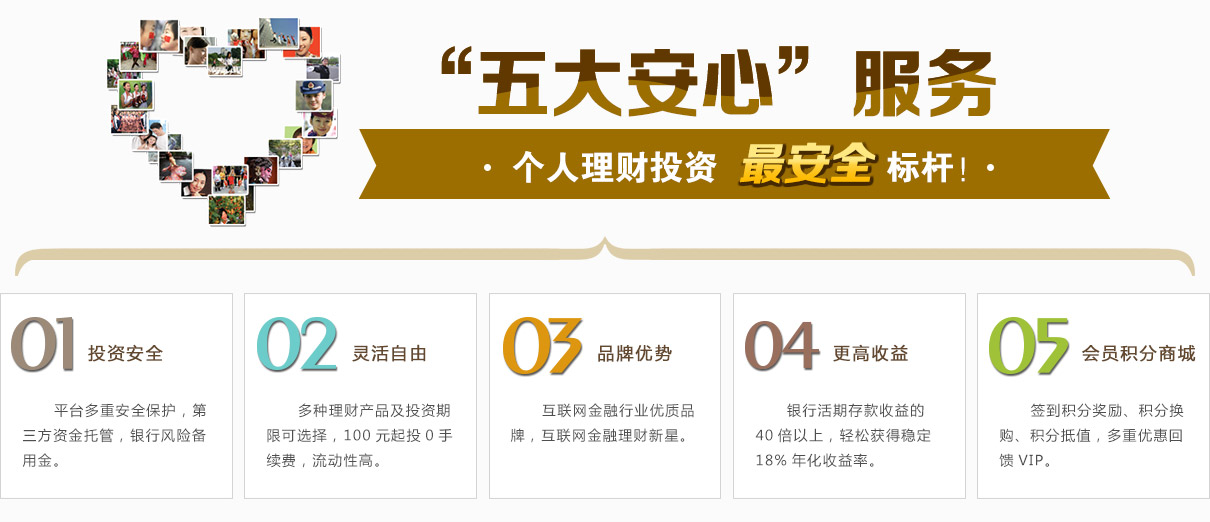 “五大安心”服务
· 个人理财投资 最安全 标杆! ·
01 投资安全
平台多重安全保护，第
三方资金托管，银行风险备
用金。
02 灵活自由
多种理财产品及投资期
限可选择，100 元起投 0 手
续费，流动性高。
03 品牌优势
互联网金融行业优质品
牌，互联网金融理财新星。
04 更高收益
银行活期存款收益的
40 倍以上，轻松获得稳定
18% 年化收益率。
05 会员积分商城
签到积分奖励、积分换
购、积分抵值，多重优惠回
馈 VIP。